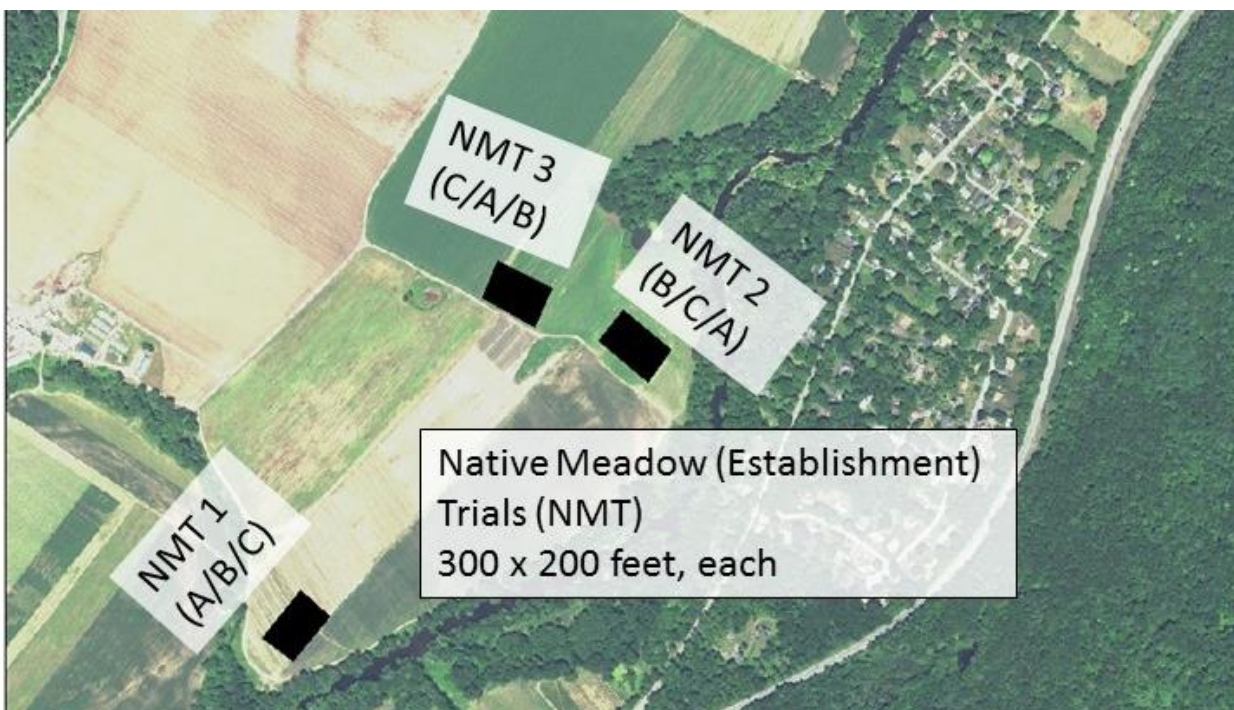 NMT 3
(C/A/B)
NMT 2
(B/C/A)
NMT 1
(A/B/C)
Native Meadow (Establishment)
Trials (NMT)
300 x 200 feet, each